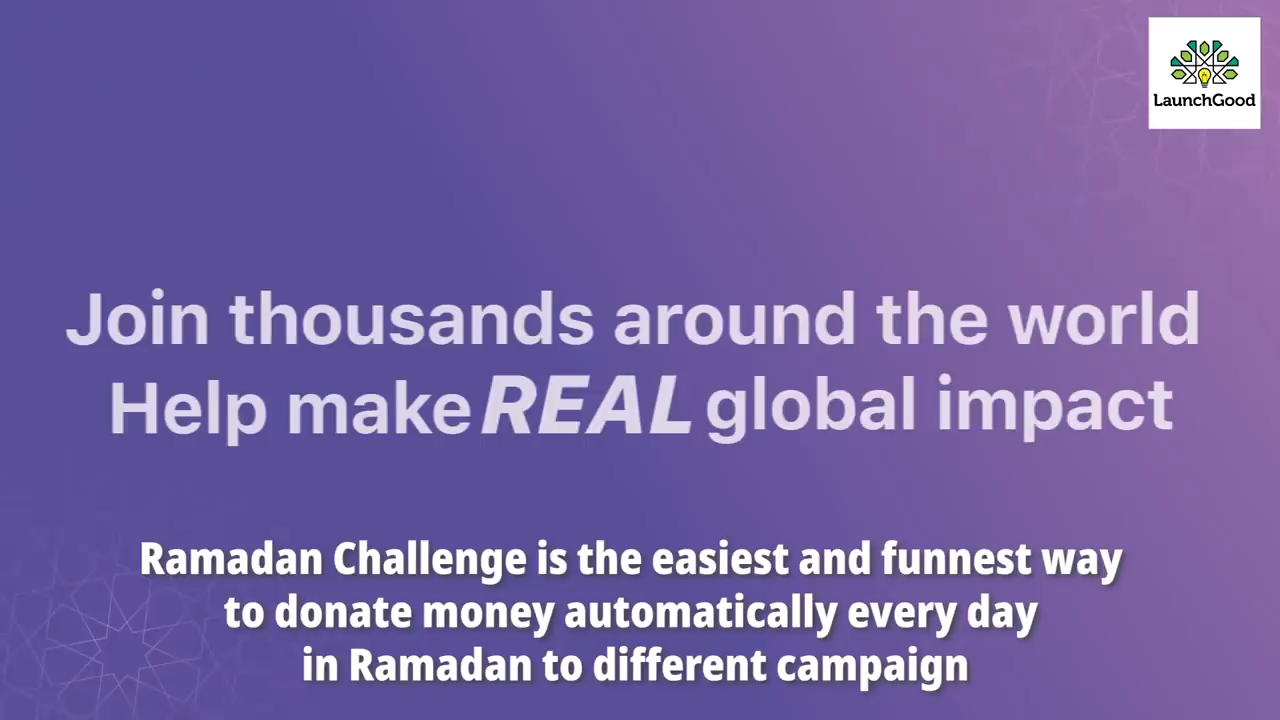 LaunchGood
Join thousands around the world
Help make REAL global impact
Ramadan Challenge is the easiest and funnest way
to donate money automatically every day
in Ramadan to different campaign